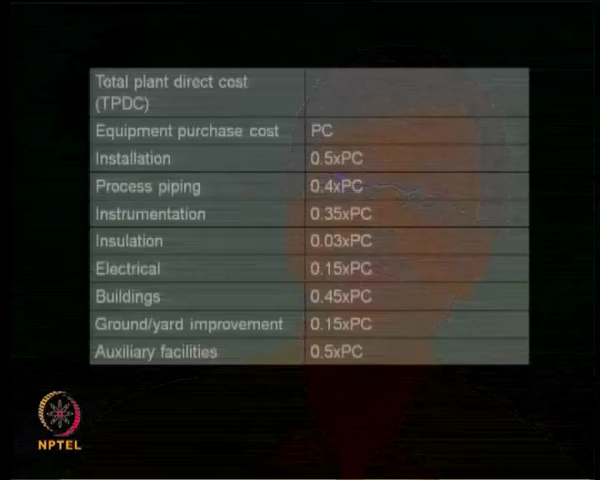 Total plant direct cost
(TPDC)
Equipment purchase cost PC
Installation 0.5xPC
Process piping 0.4xPC
Instrumentation 0.35xPC
Insulation 0.03xPC
Electrical 0.15xPC
Buildings 0.45xPC
Ground/yard improvement 0.15xPC
Auxiliary facilities 0.5xPC
NPTEL